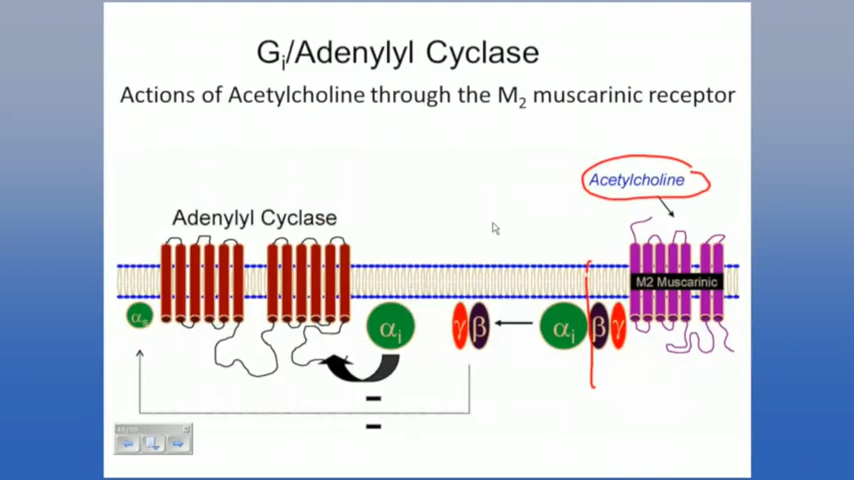 Gᵢ/Adenylyl Cyclase
Actions of Acetylcholine through the M₂ muscarinic receptor
Acetylcholine
Adenylyl Cyclase
M2 Muscarinic
αₛ
αᵢ
γ β
αᵢ β γ
-
-